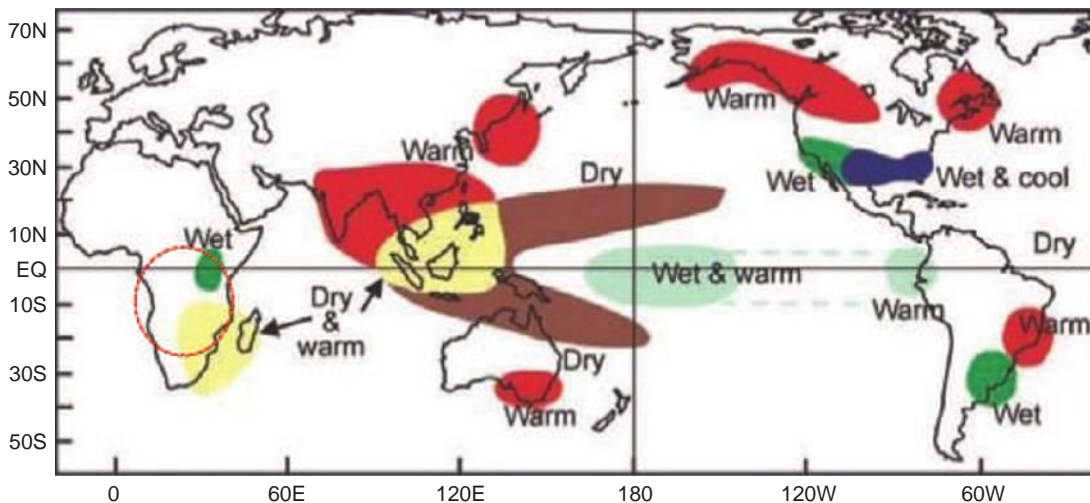 70N
50N
30N
10N
EQ
10S
30S
50S
0
60E
120E
180
120W
60W
Warm
Warm
Warm
Dry
Wet
Wet & cool
Wet
Dry
Wet & warm
Dry
&
warm
Warm
Warm
Dry
Warm
Wet